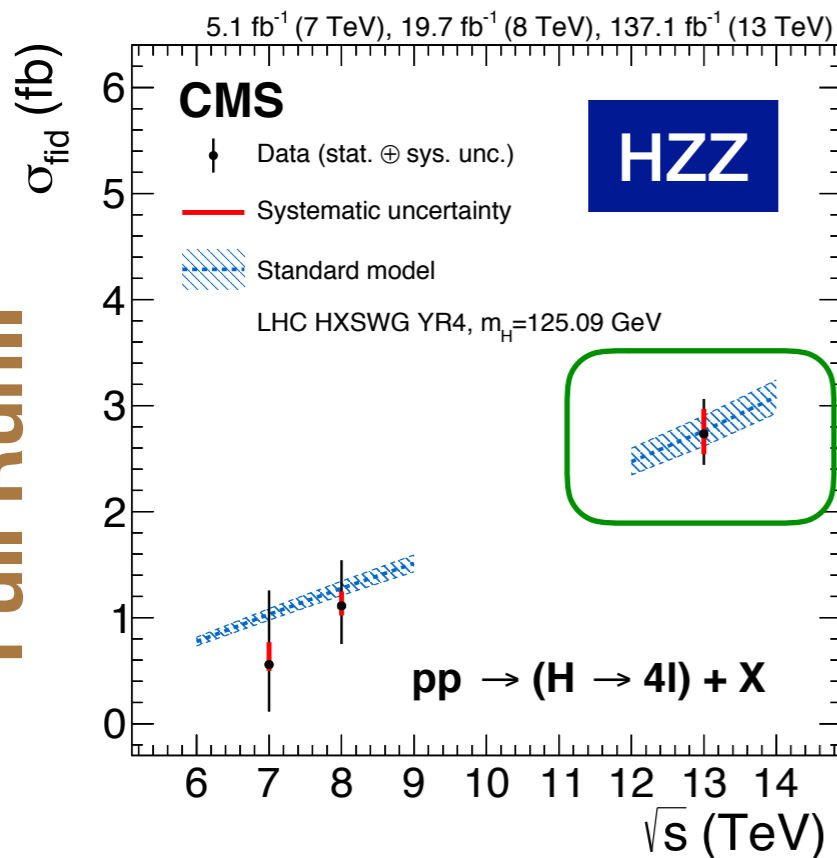 5.1 fb⁻¹ (7 TeV), 19.7 fb⁻¹ (8 TeV), 137.1 fb⁻¹ (13 TeV)
σfid (fb)
CMS
HZZ
Data (stat. ⊕ sys. unc.)
Systematic uncertainty
Standard model
LHC HXSWG YR4, mH=125.09 GeV
6
5
4
3
2
1
0
pp → (H → 4l) + X
6 7 8 9 10 11 12 13 14
√s (TeV)